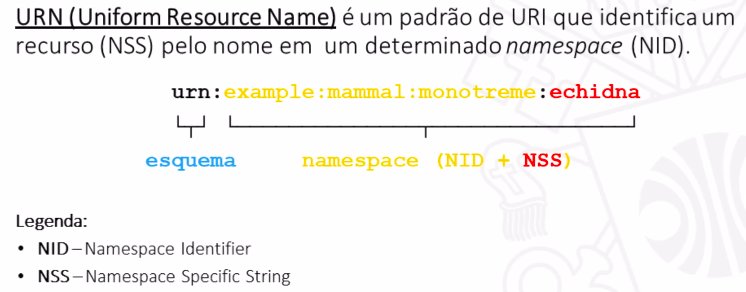 URN (Uniform Resource Name) é um padrão de URI que identifica um
recurso (NSS) pelo nome em um determinado namespace (NID).
urn:example:mammal:monotreme:echidna
esquema namespace (NID + NSS)
Legenda:
• NID – Namespace Identifier
• NSS – Namespace Specific String